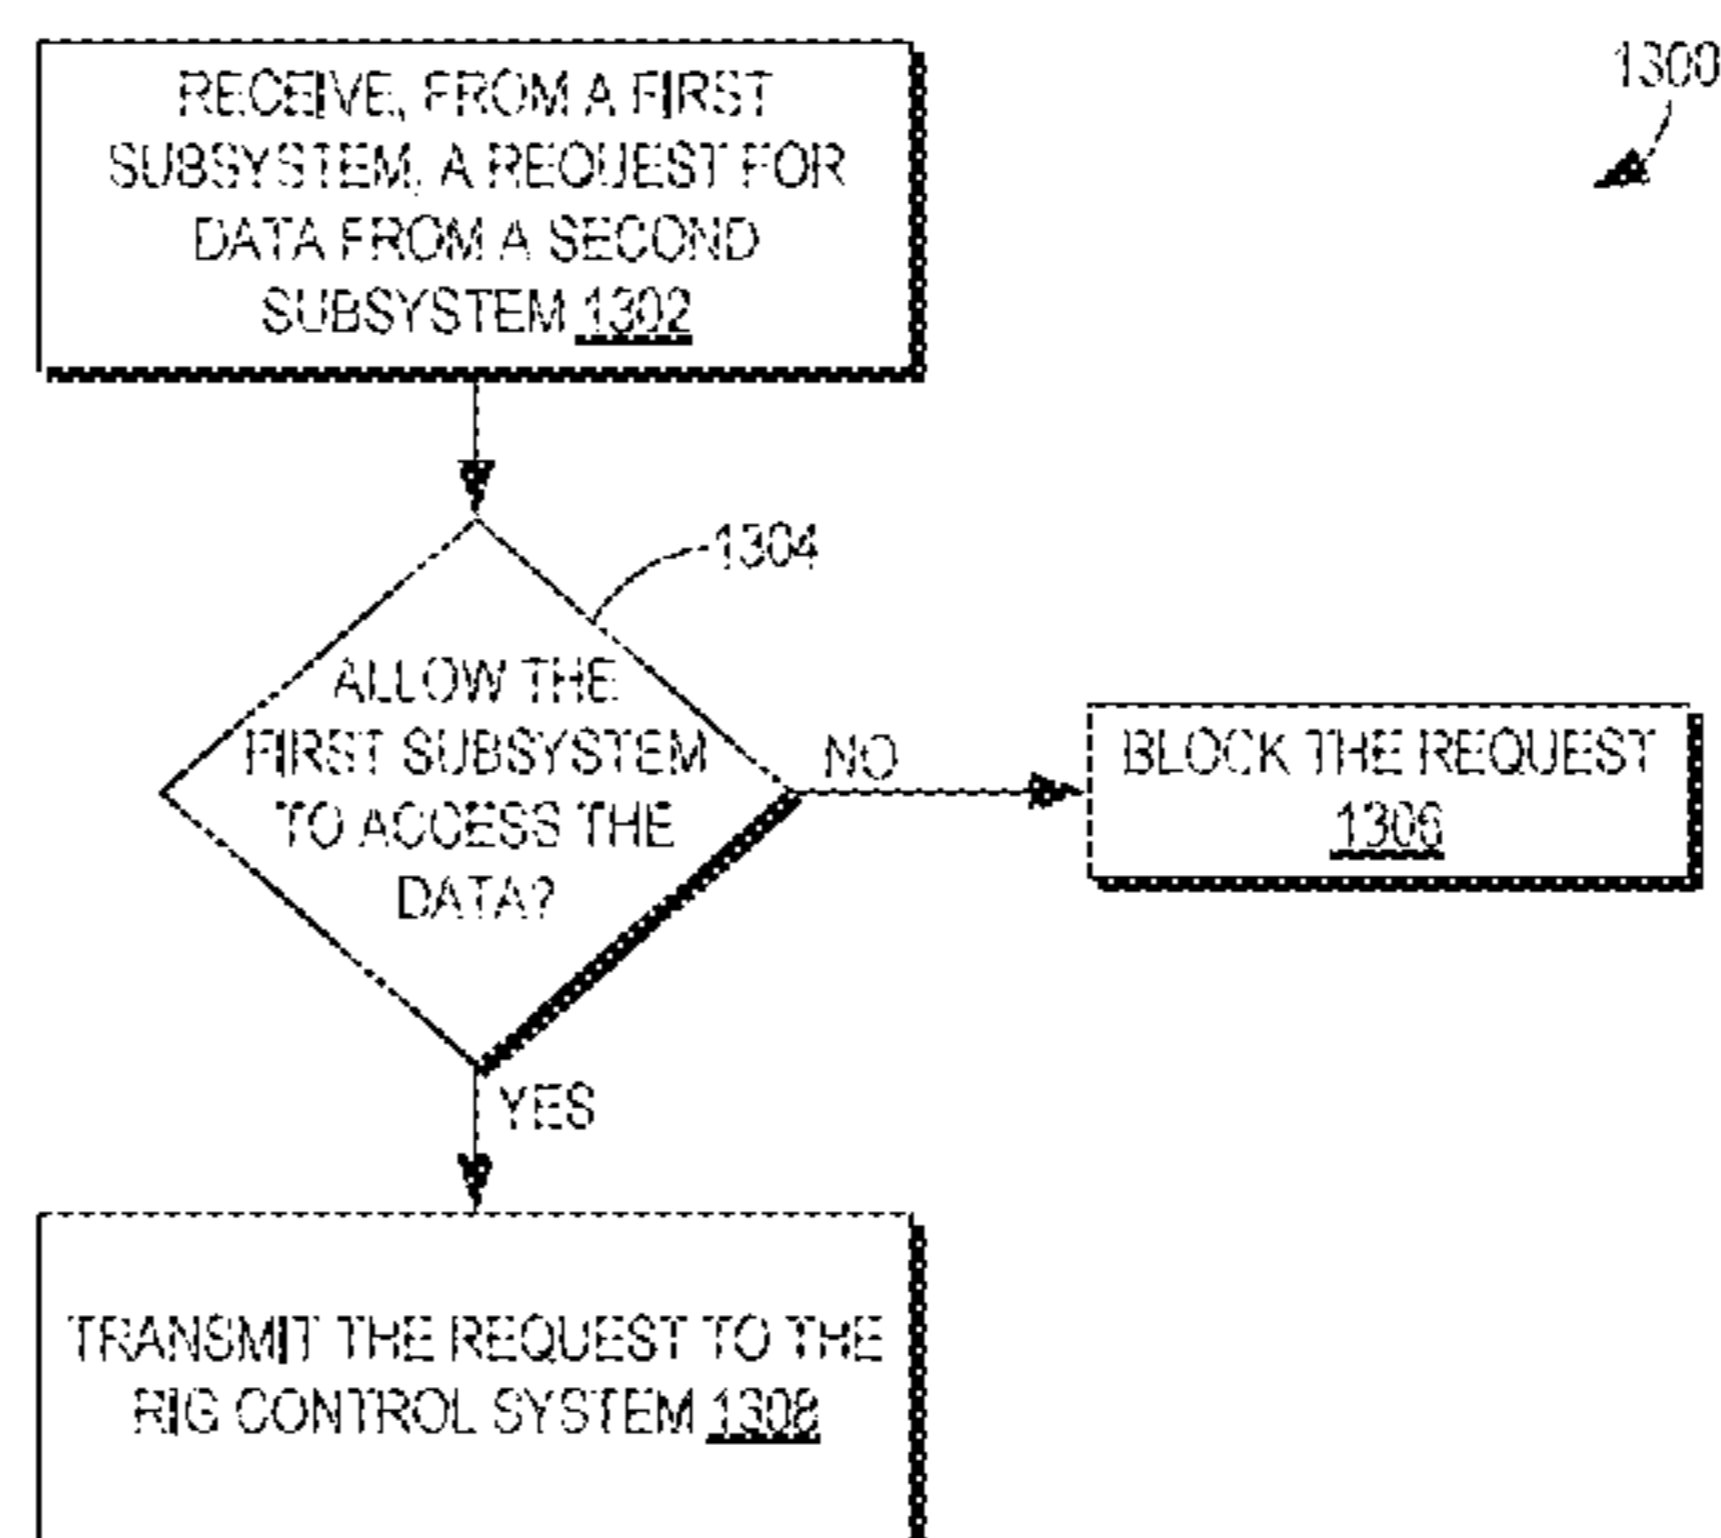 1300
RECEIVE, FROM A FIRST
SUBSYSTEM, A REQUEST FOR
DATA FROM A SECOND
SUBSYSTEM 1302
1304
ALLOW THE
FIRST SUBSYSTEM
TO ACCESS THE
DATA?
NO
BLOCK THE REQUEST
1306
YES
TRANSMIT THE REQUEST TO THE
RIG CONTROL SYSTEM 1308